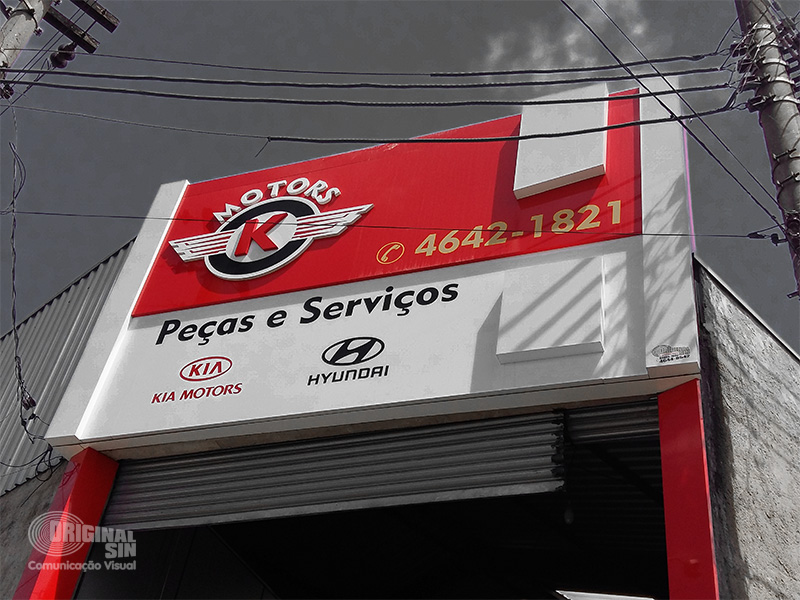 MOTORS
K
4642-1821
Peças e Serviços
KIA
KIA MOTORS
HYUNDAI
ORIGINAL
SIN
Comunicação Visual